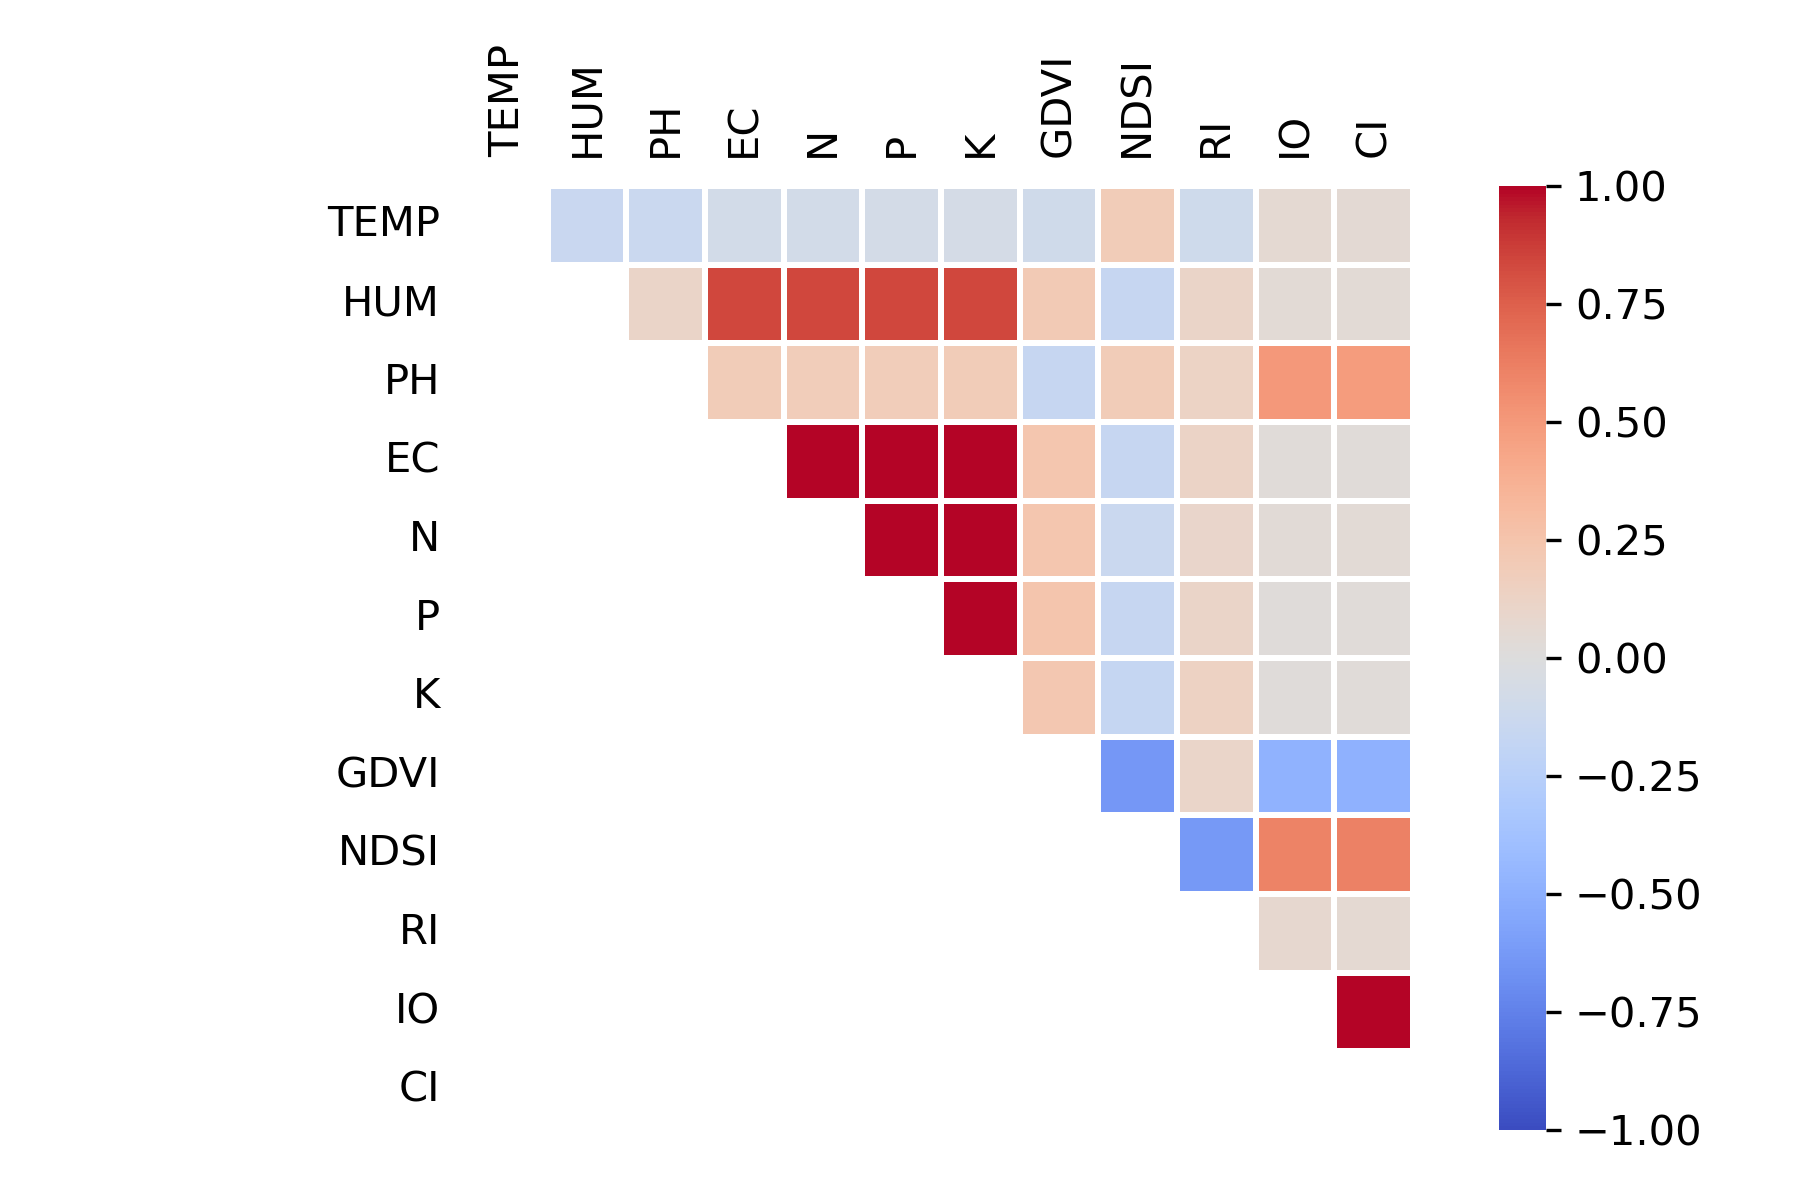 TEMP HUM PH EC N P K GDVI NDSI RI IO CI
TEMP
HUM
PH
EC
N
P
K
GDVI
NDSI
RI
IO
CI
1.00
0.75
0.50
0.25
0.00
−0.25
−0.50
−0.75
−1.00